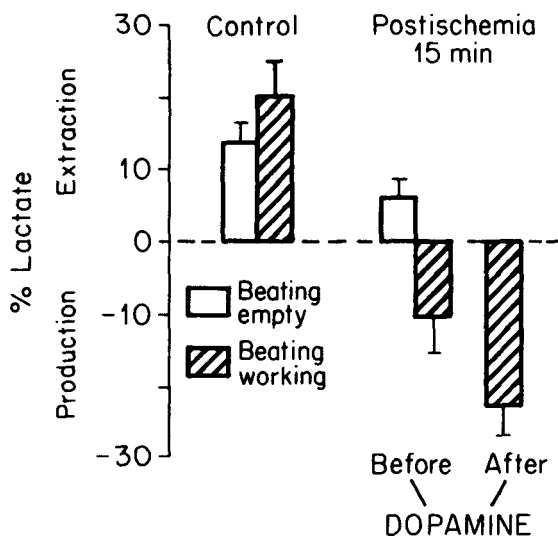 Control
Postischemia
15 min
30
10
0
-10
-30
% Lactate
Extraction
Production
Beating
empty
Beating
working
Before
After
DOPAMINE